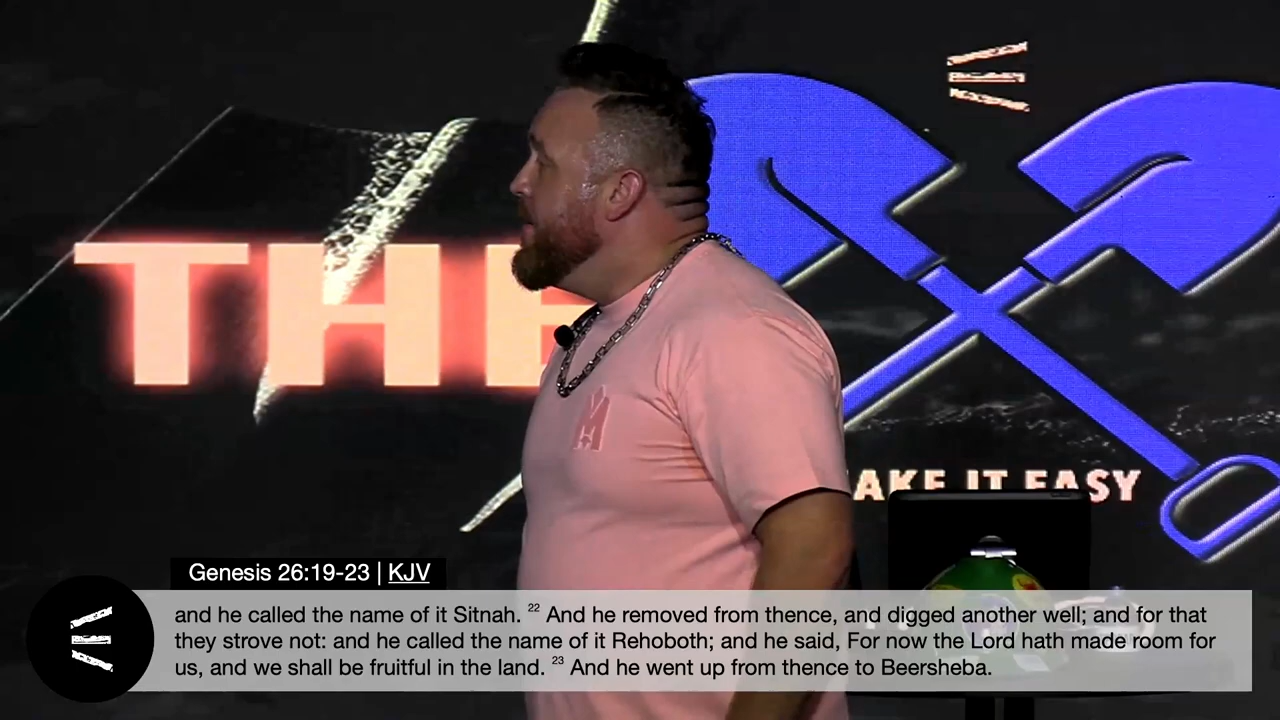 THE
MAKE IT EASY
Genesis 26:19-23 | KJV
and he called the name of it Sitnah. 22 And he removed from thence, and digged another well; and for that
they strove not: and he called the name of it Rehoboth; and he said, For now the Lord hath made room for
us, and we shall be fruitful in the land. 23 And he went up from thence to Beersheba.